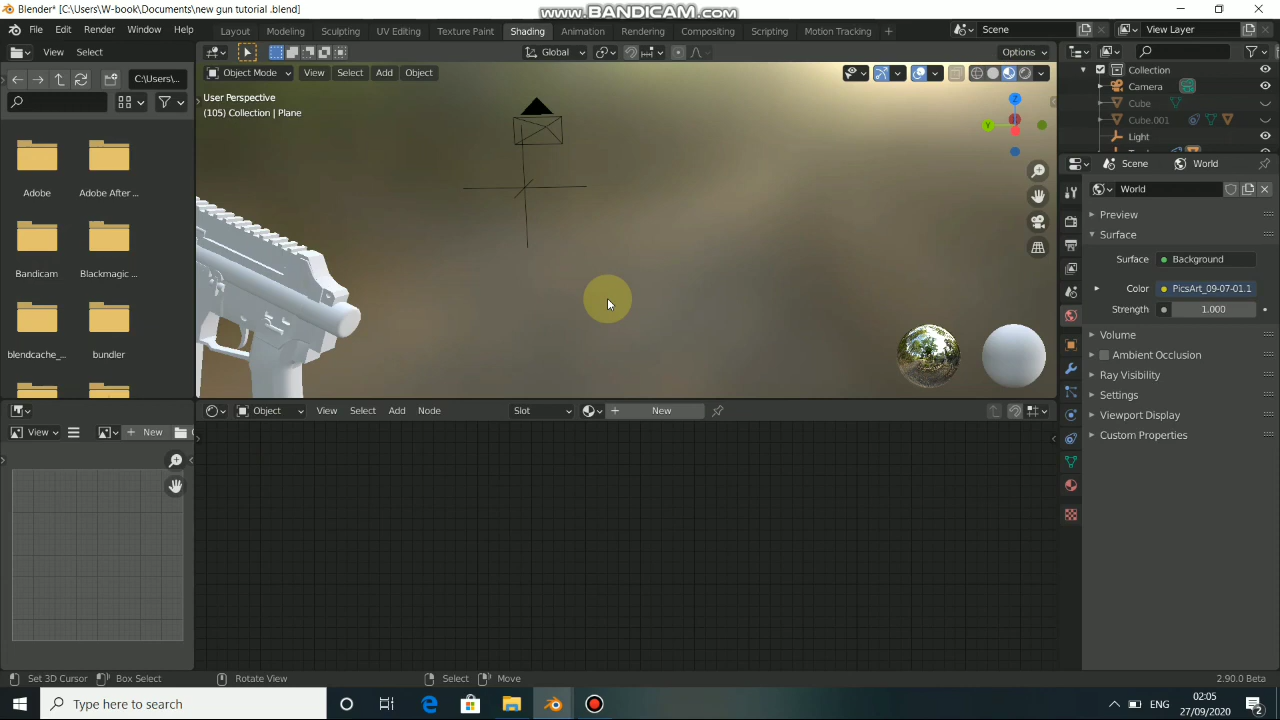 Blender* [C:\Users\W-book\Documents\new gun tutorial .blend]
www.BANDICAM.com
File Edit Render Window Help
Layout Modeling Sculpting UV Editing Texture Paint Shading Animation Rendering Compositing Scripting Motion Tracking
Scene
View Layer
View Select
Global
Options
C:\Users\...
Object Mode View Select Add Object
User Perspective
(105) Collection | Plane
Z
Y
Adobe
Adobe After ...
Bandicam
Blackmagic ...
blendcache_...
bundler
Collection
Camera
Cube
Cube.001
Light
Scene
World
World
Preview
Surface
Surface Background
Color PicsArt_09-07-01.1
Strength 1.000
Volume
Ambient Occlusion
Ray Visibility
Settings
Viewport Display
Custom Properties
Object View Select Add Node Slot New
View New
Set 3D Cursor Box Select Rotate View Select Move
2.90.0 Beta
Type here to search
ENG
02:05
27/09/2020
2